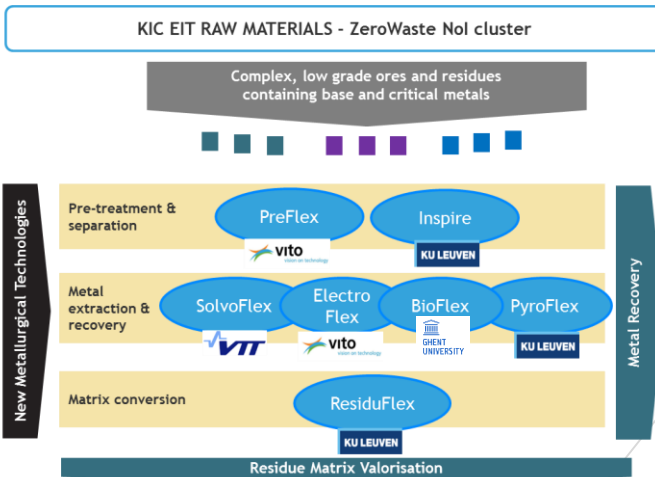 KIC EIT RAW MATERIALS - ZeroWaste NoI cluster
Complex, low grade ores and residues
containing base and critical metals
New Metallurgical Technologies
Pre-treatment &
separation
PreFlex
vito
vision on technology
Inspire
KU LEUVEN
Metal
extraction &
recovery
SolvoFlex
VTT
Electro
Flex
vito
vision on technology
BioFlex
GHENT
UNIVERSITY
PyroFlex
KU LEUVEN
Matrix conversion
ResiduFlex
KU LEUVEN
Metal Recovery
Residue Matrix Valorisation